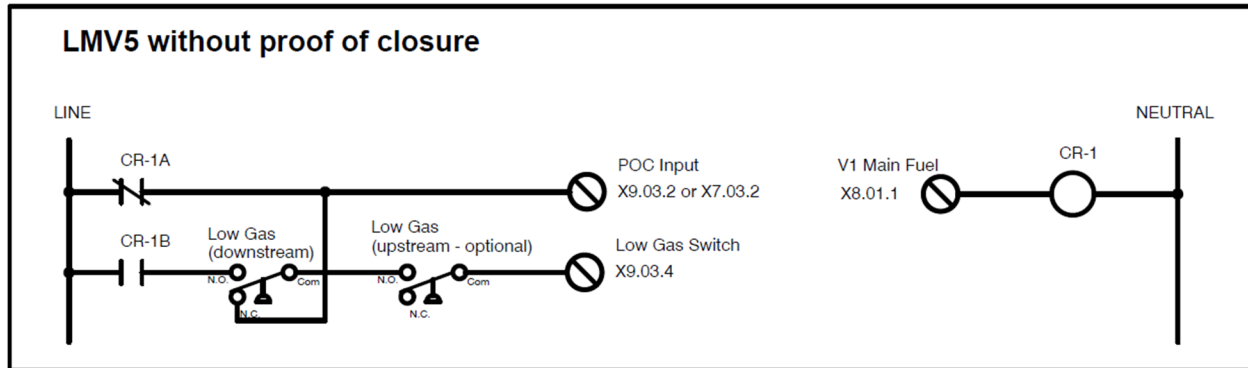 LMV5 without proof of closure
LINE
NEUTRAL
CR-1A
POC Input
X9.03.2 or X7.03.2
V1 Main Fuel
X8.01.1
CR-1
CR-1B
Low Gas
(downstream)
Low Gas
(upstream - optional)
Low Gas Switch
X9.03.4
N.O.
Com
N.C.
N.O.
Com
N.C.